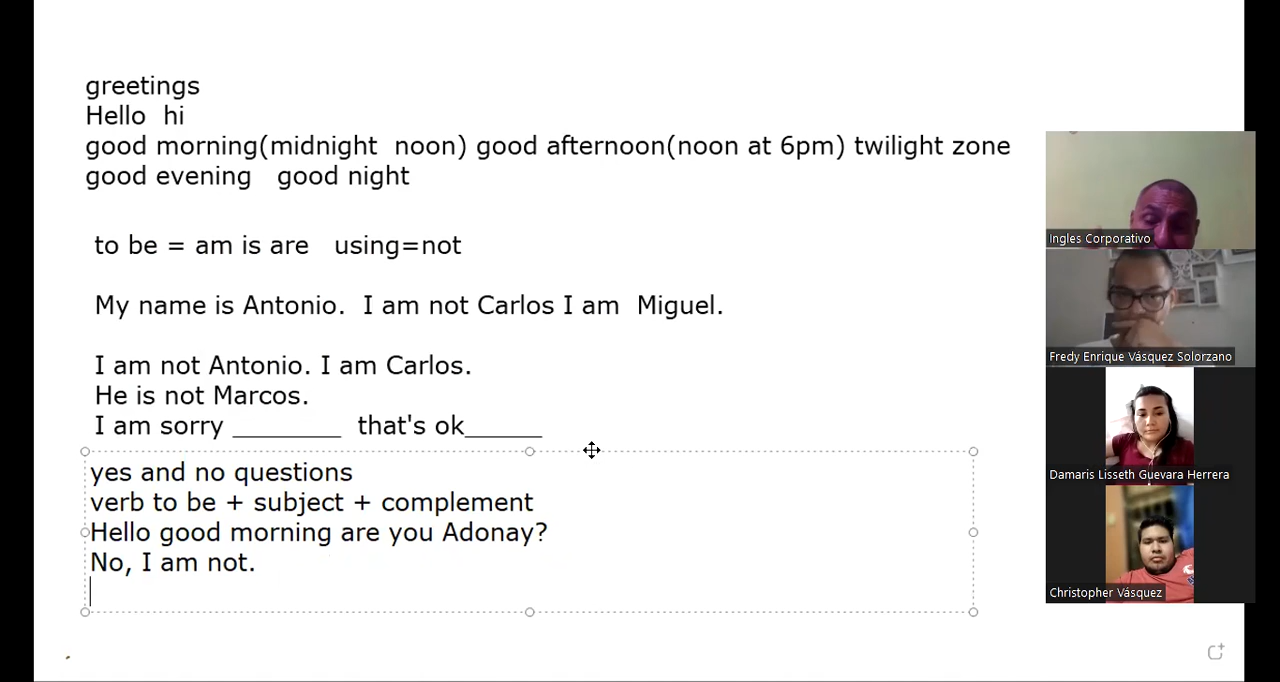 greetings
Hello  hi
good morning(midnight  noon) good afternoon(noon at 6pm) twilight zone
good evening   good night
to be = am is are   using=not
My name is Antonio.  I am not Carlos I am  Miguel.
I am not Antonio. I am Carlos.
He is not Marcos.
I am sorry ________  that's ok______
yes and no questions
verb to be + subject + complement
Hello good morning are you Adonay?
No, I am not.
Ingles Corporativo
Fredy Enrique Vásquez Solorzano
Damaris Lisseth Guevara Herrera
Christopher Vásquez